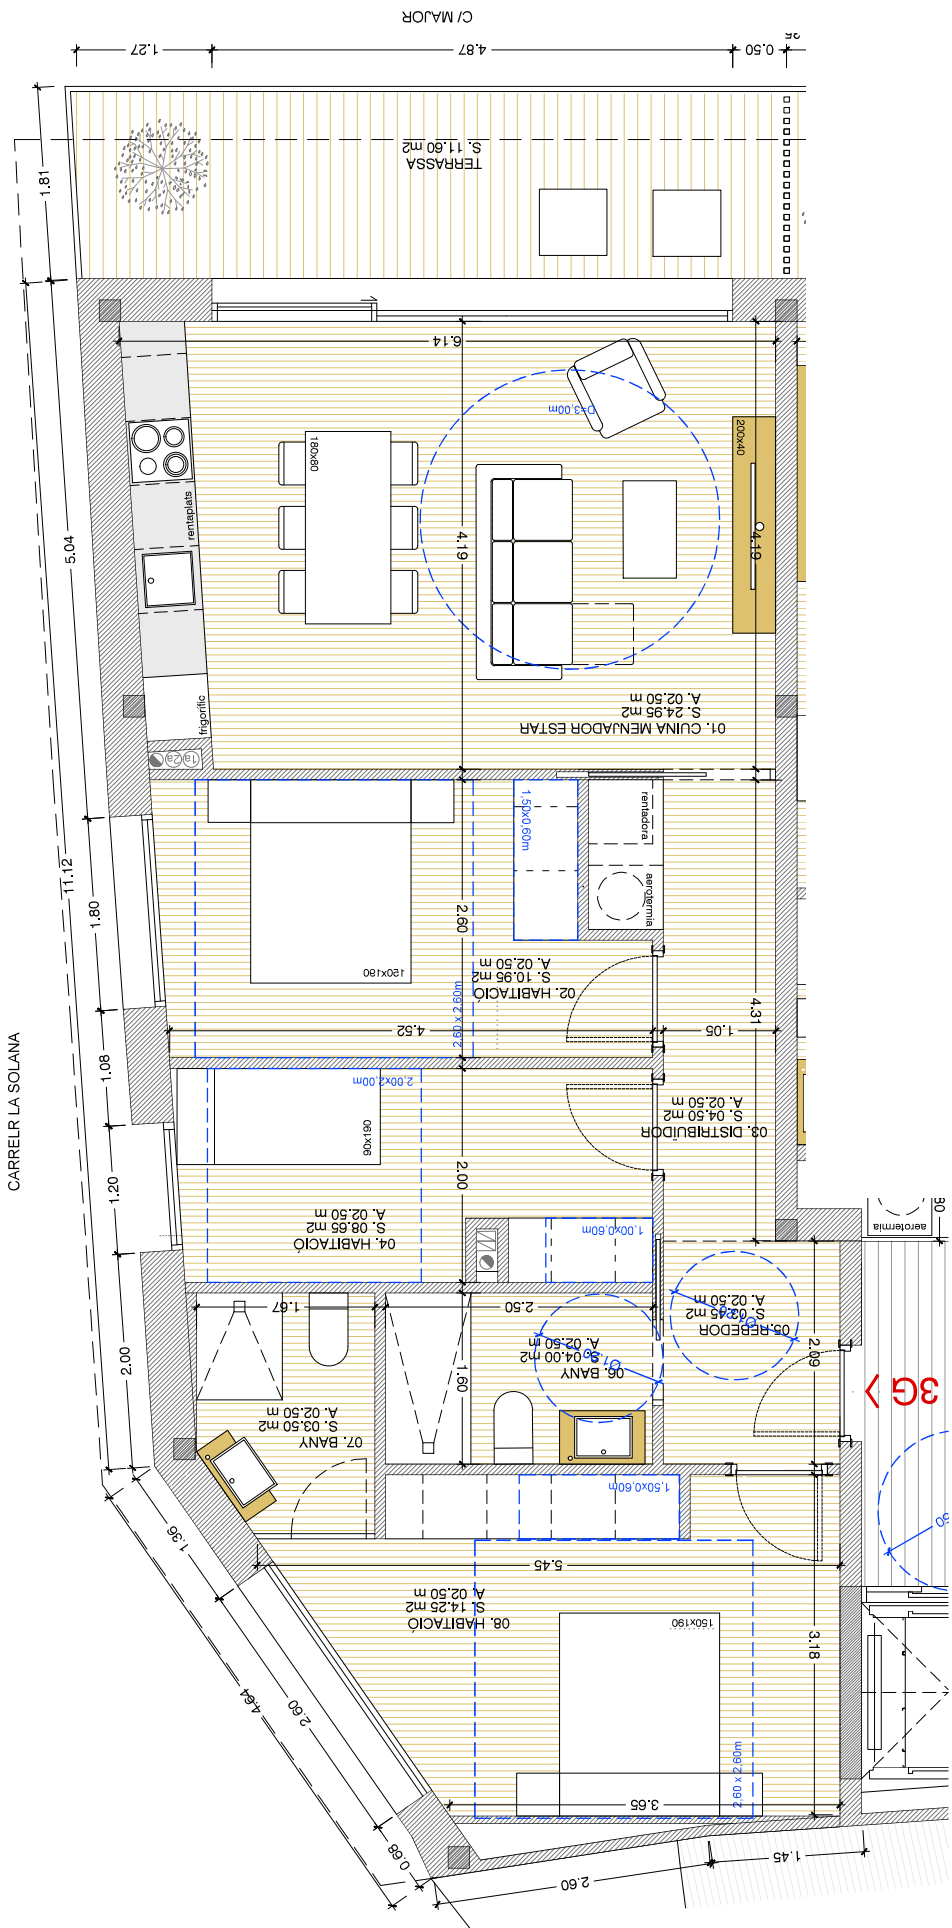 C/ MAJOR
1.27
4.87
0.50
1.81
TERRASSA
S. 11.60 m2
6.14
D=3,00m
180x80
200x40
rentaplats
5.04
4.19
4.19
frigorífic
01. CUINA MENJADOR ESTAR
S. 24.95 m2
A. 02.50 m
1a
2a
11.12
1.80
1,50x0,60m
rentadora
aerotermia
2.60
120x180
02. HABITACIÓ
S. 10.95 m2
A. 02.50 m
2,60 x 2,60m
4.31
4.52
1.05
CARRELR LA SOLANA
1.08
2,00x2,00m
90x190
03. DISTRIBUÏDOR
S. 04.50 m2
A. 02.50 m
1.20
2.00
04. HABITACIÓ
S. 08.65 m2
A. 02.50 m
1,00x0,60m
aerotermia
1.67
2.50
05.REBEDOR
S. 03.45 m2
A. 02.50 m
2.00
1.60
06. BANY
S. 04.00 m2
A. 02.50 m
2.09
3G
07. BANY
S. 03.50 m2
A. 02.50 m
1,50x0,60m
1.36
5.45
08. HABITACIÓ
S. 14.25 m2
A. 02.50 m
150x190
3.18
4.64
2.60
2,60 x 2,60m
3.65
0.68
2.60
1.45